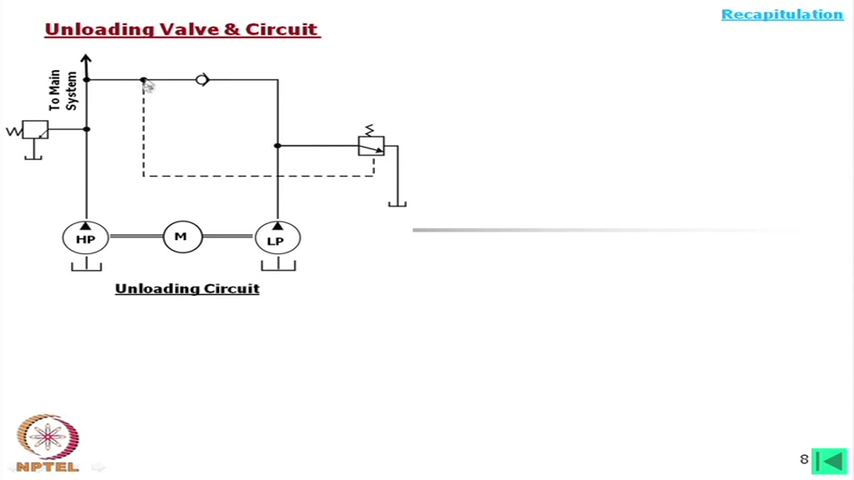 Recapitulation
Unloading Valve & Circuit
To Main
System
HP
M
LP
Unloading Circuit
NPTEL
8